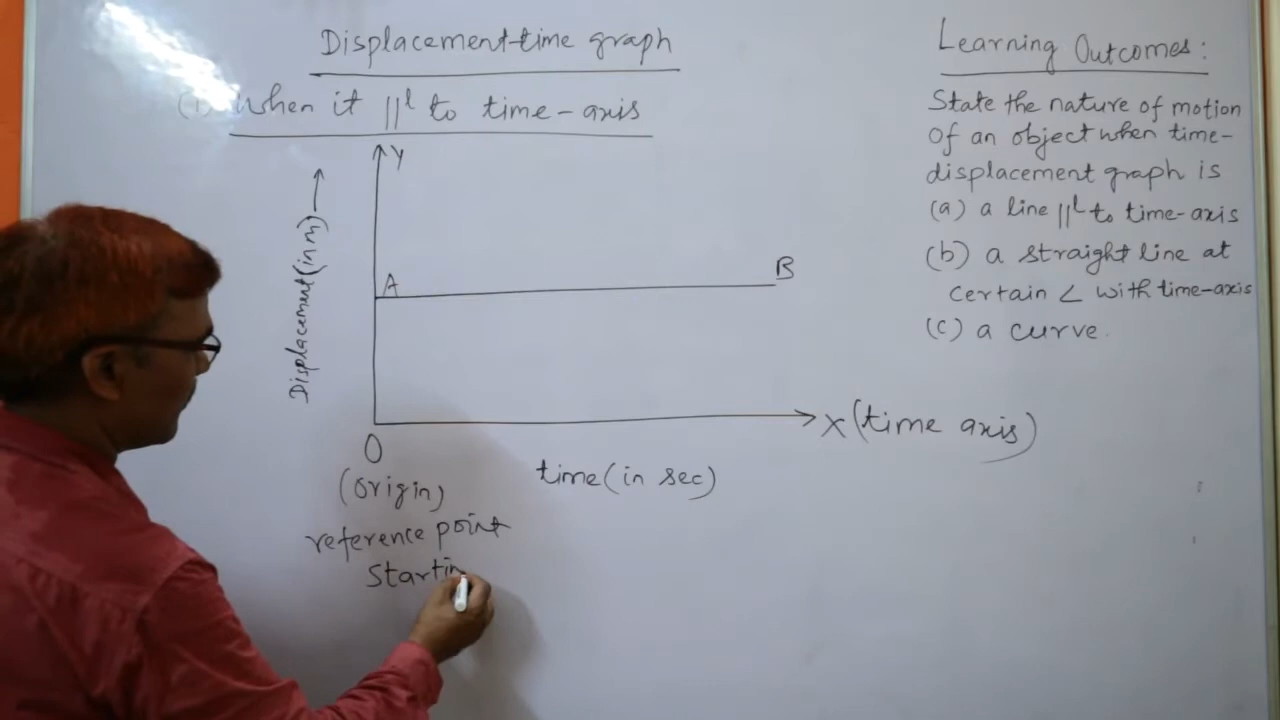 Displacement-time graph
(i) When it ||l to time-axis
Y
Displacement (in m)
A
B
O
X (time axis)
(origin)
time (in sec)
reference point
Startin
Learning Outcomes:
State the nature of motion
Of an object when time-
displacement graph is
(a) a line ||l to time-axis
(b) a straight line at
certain ∠ with time-axis
(c) a curve.